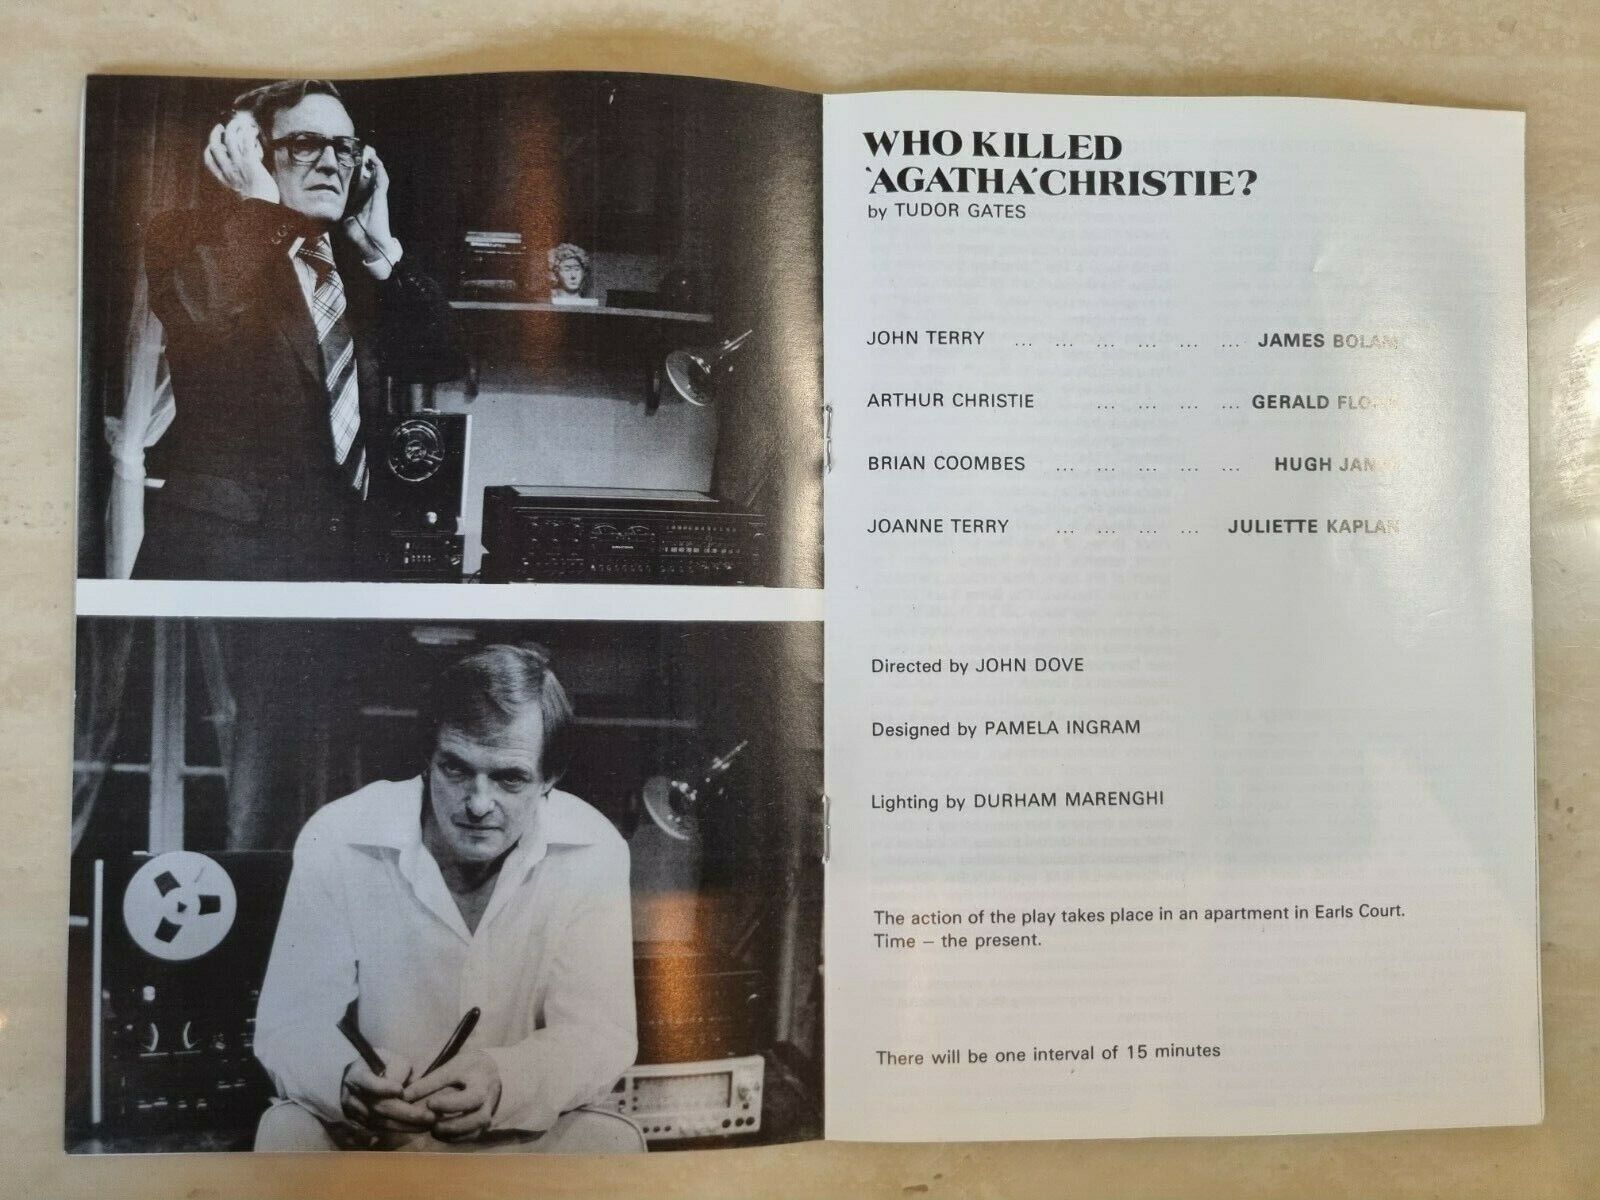 WHO KILLED
'AGATHA' CHRISTIE?
by TUDOR GATES
JOHN TERRY ... ... ... ... ... ... JAMES BOLAM
ARTHUR CHRISTIE ... ... ... ... GERALD
BRIAN COOMBES ... ... ... ... ... HUGH
JOANNE TERRY ... ... ... ... JULIETTE KAPLAN
Directed by JOHN DOVE
Designed by PAMELA INGRAM
Lighting by DURHAM MARENGHI
The action of the play takes place in an apartment in Earls Court.
Time – the present.
There will be one interval of 15 minutes